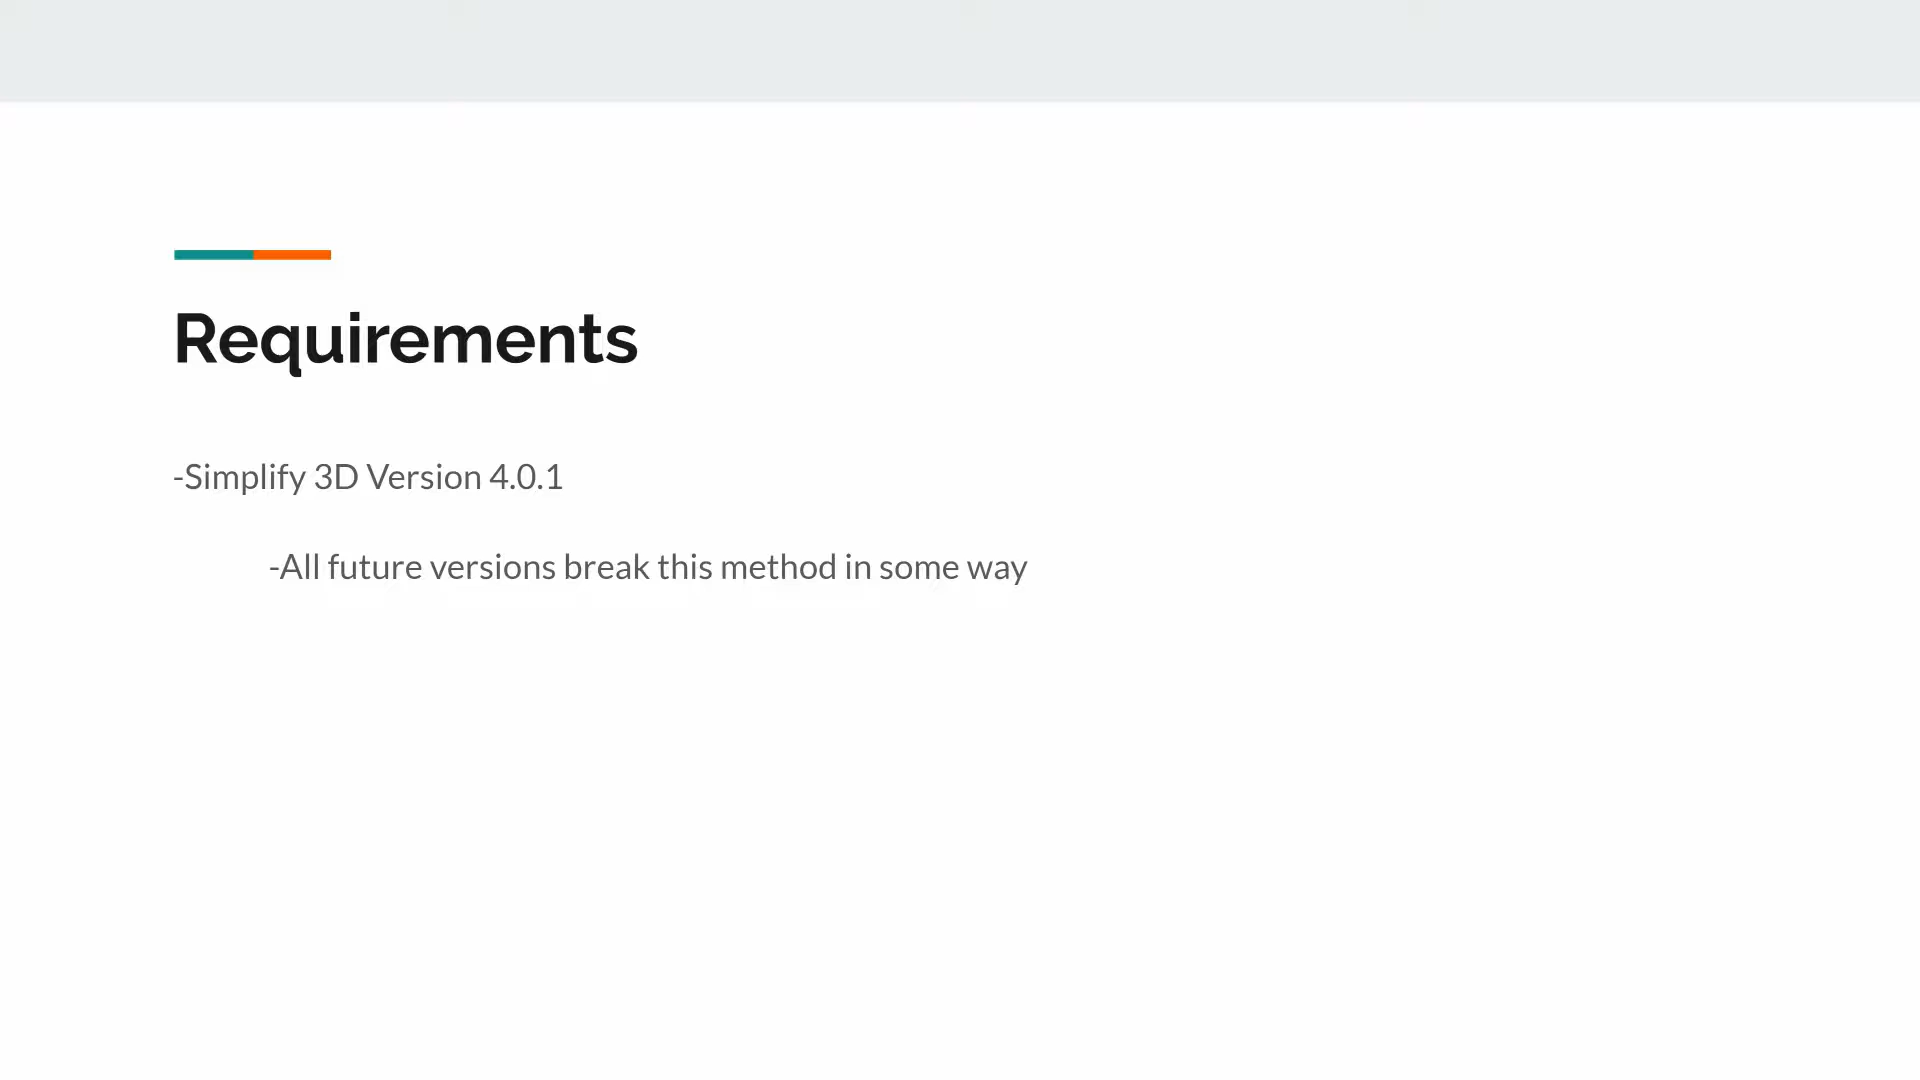 Requirements
-Simplify 3D Version 4.0.1
-All future versions break this method in some way